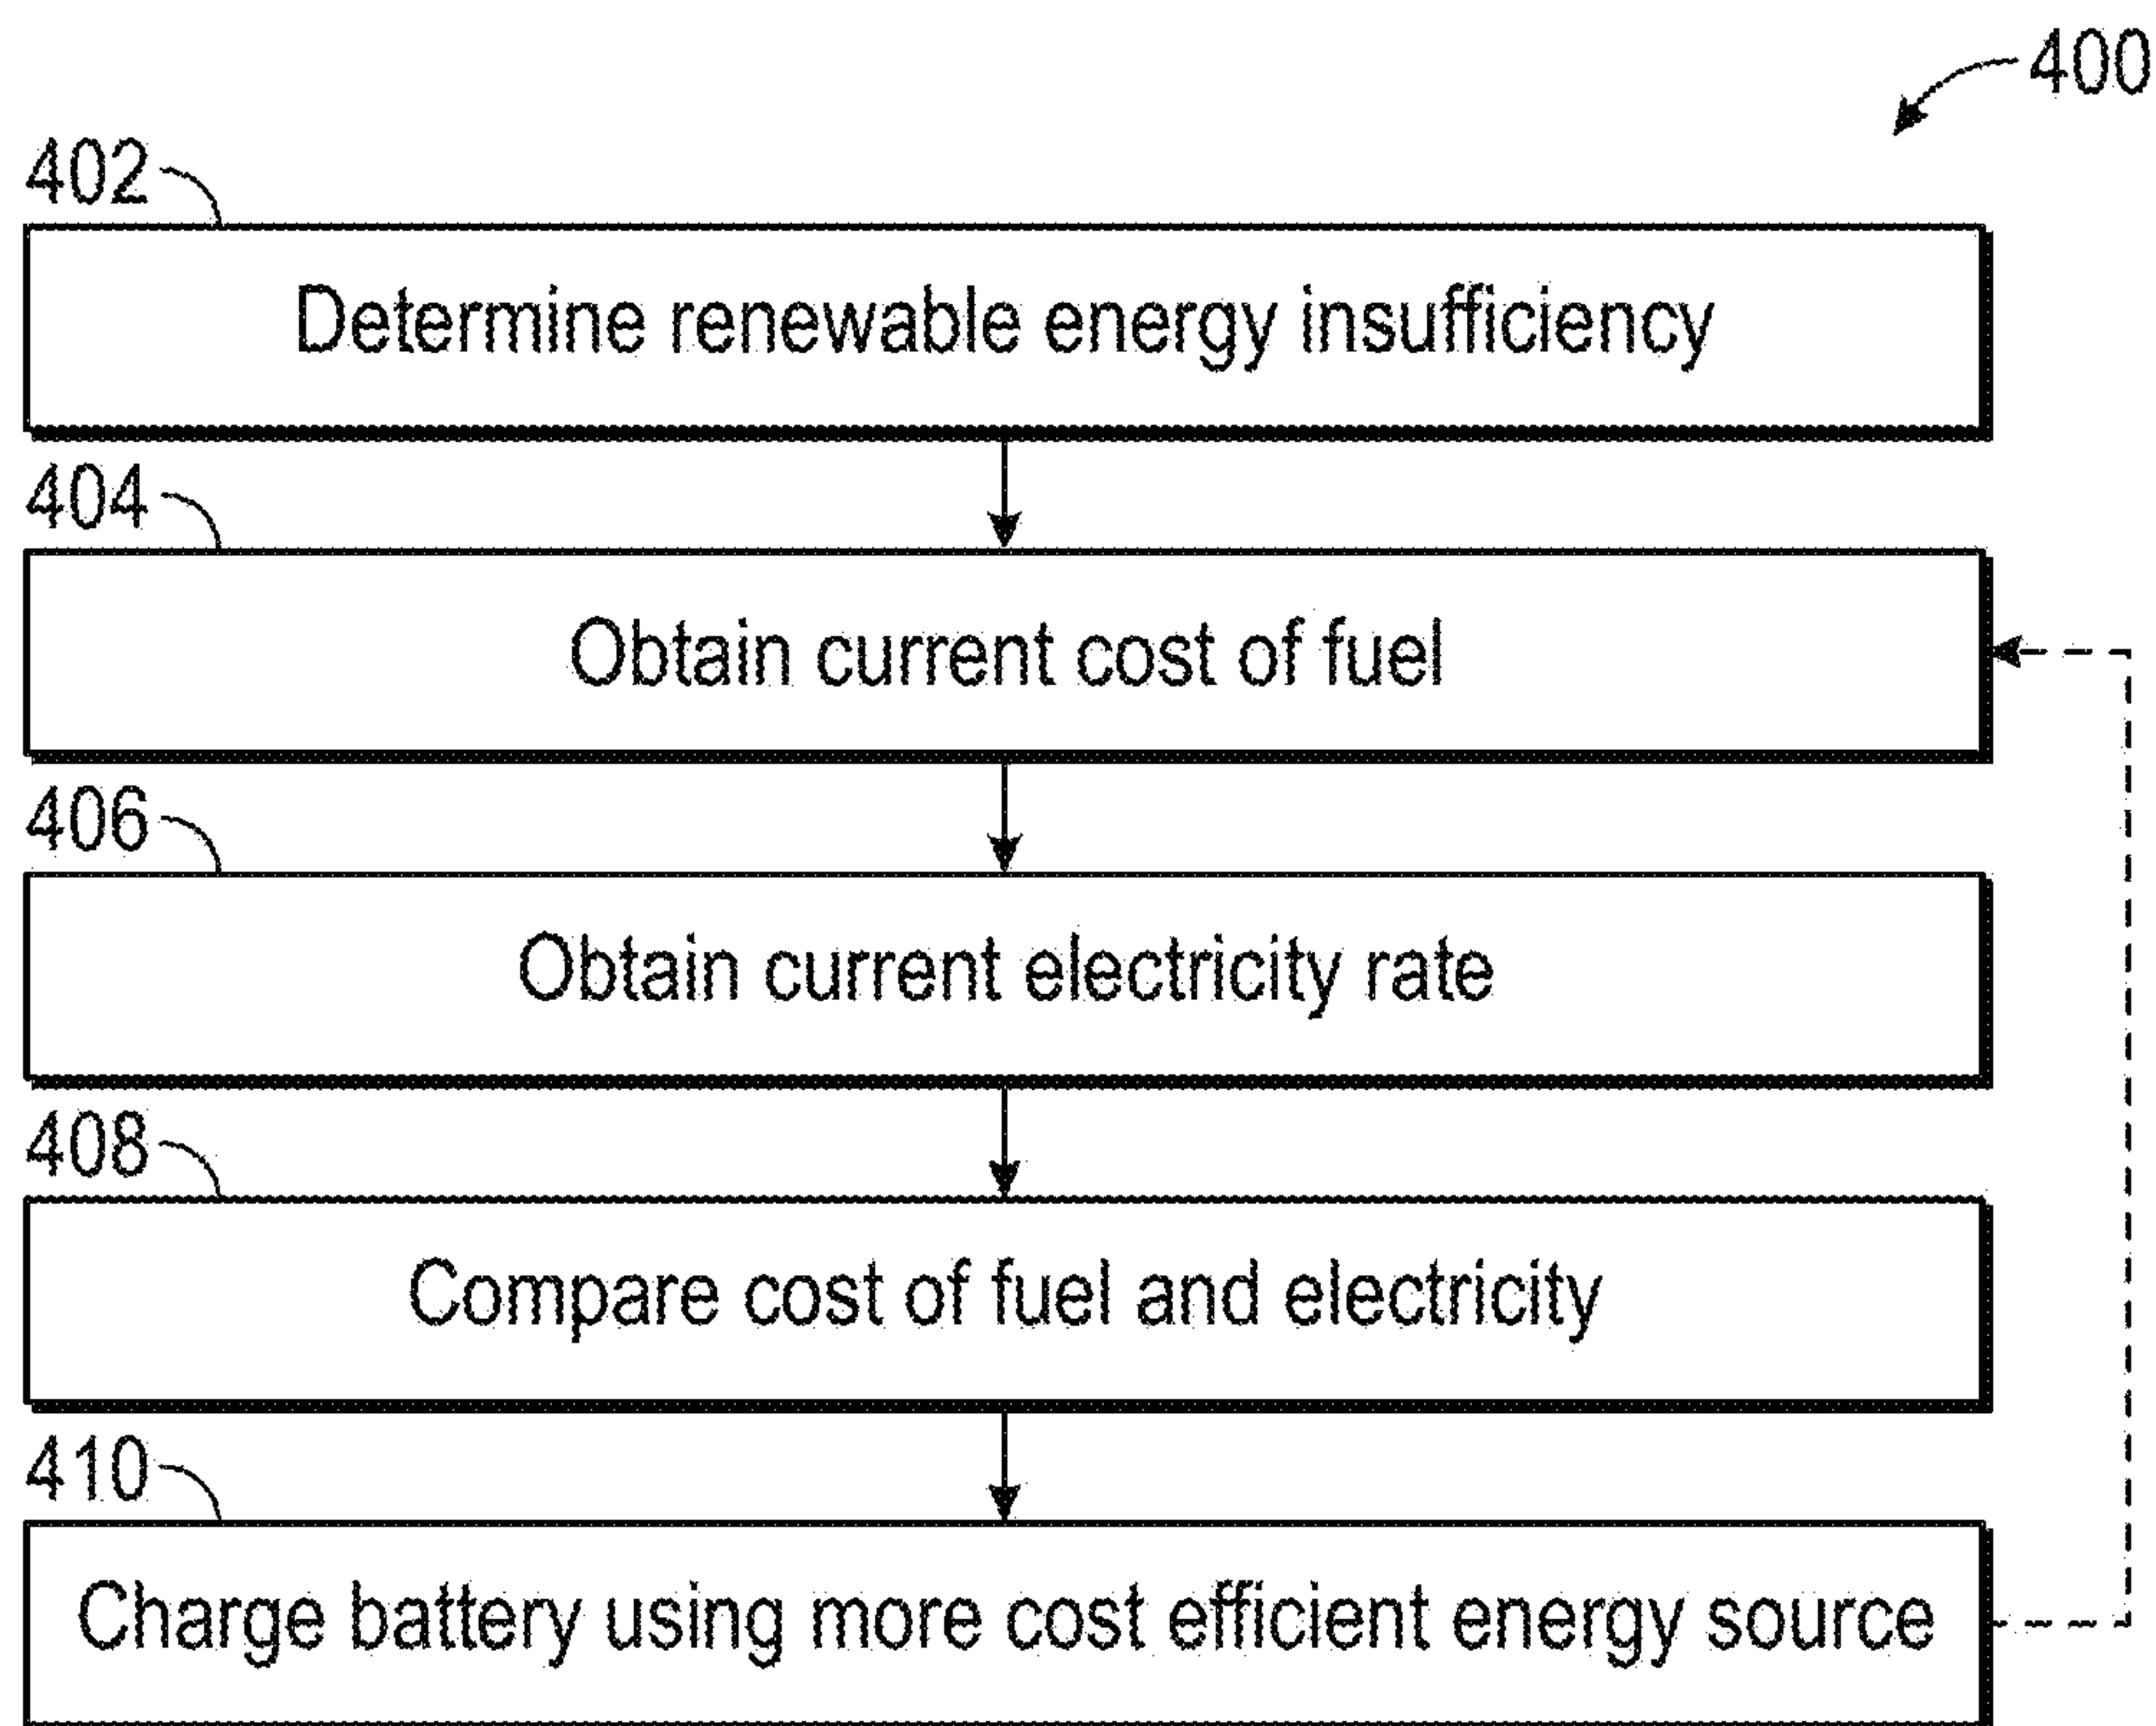 400
402
Determine renewable energy insufficiency
404
Obtain current cost of fuel
406
Obtain current electricity rate
408
Compare cost of fuel and electricity
410
Charge battery using more cost efficient energy source